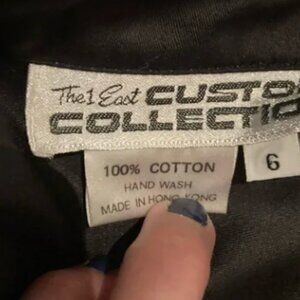 The 1 East CUSTO
COLLECTIO
100% COTTON
HAND WASH
MADE IN HONG KONG
6